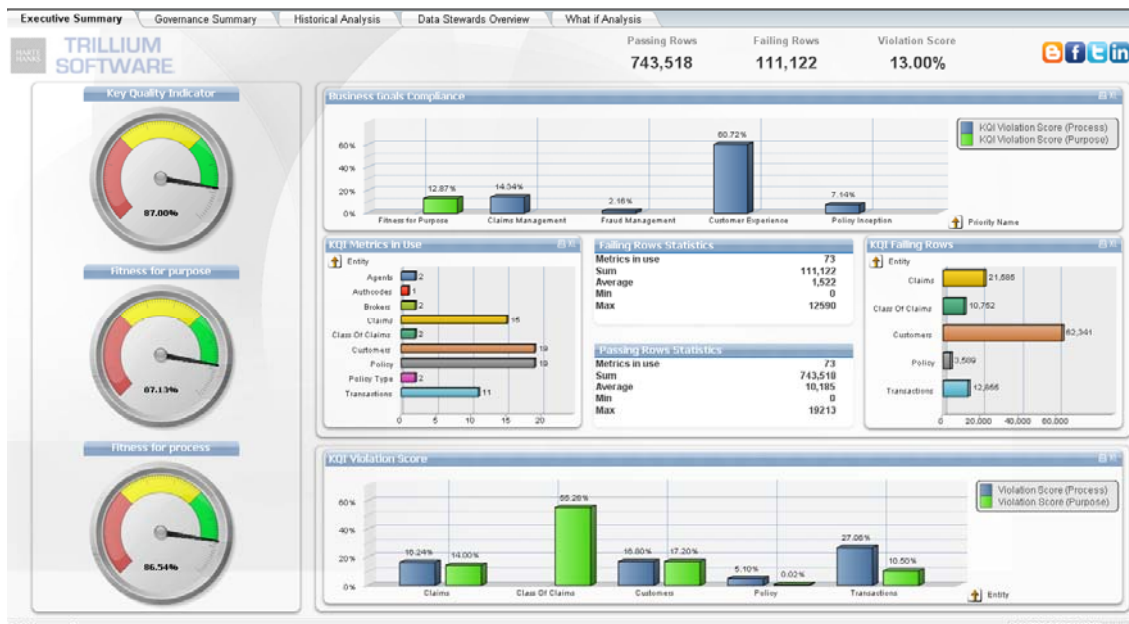 Executive Summary
Governance Summary
Historical Analysis
Data Stewards Overview
What if Analysis
HARTE HANKS
TRILLIUM
SOFTWARE
Passing Rows
Failing Rows
Violation Score
743,518
111,122
13.00%
Key Quality Indicator
87.00%
Fitness for purpose
87.13%
Fitness for process
86.54%
Business Goals Compliance
60%
40%
20%
0%
12.87%
2.16%
60.72%
7.14%
Fitness for Purpose
Claims Management
Fraud Management
Customer Experience
Policy Inception
Priority Name
KQI Violation Score (Process)
KQI Violation Score (Purpose)
KQI Metrics in Use
Entity
Agents 2
Authcodes 1
Brokers 2
Claims 15
Class Of Claims 2
Customers 19
Policy 19
Policy Type 2
Transactions 11
0 5 10 15 20
Failing Rows Statistics
Metrics in use 73
Sum 111,122
Average 1,522
Min 0
Max 12590
Passing Rows Statistics
Metrics in use 73
Sum 743,518
Average 10,185
Min 0
Max 19213
KQI Failing Rows
Entity
Claims 21,585
Class Of Claims 10,752
Customers 62,341
Policy
Transactions
0 20,000 40,000 60,000
KQI Violation Score
60%
40%
20%
0%
16.24%
14.00%
55.26%
16.80%
17.20%
5.10%
0.02%
10.50%
Claims
Class Of Claims
Customers
Policy
Transactions
Entity
Violation Score (Process)
Violation Score (Purpose)